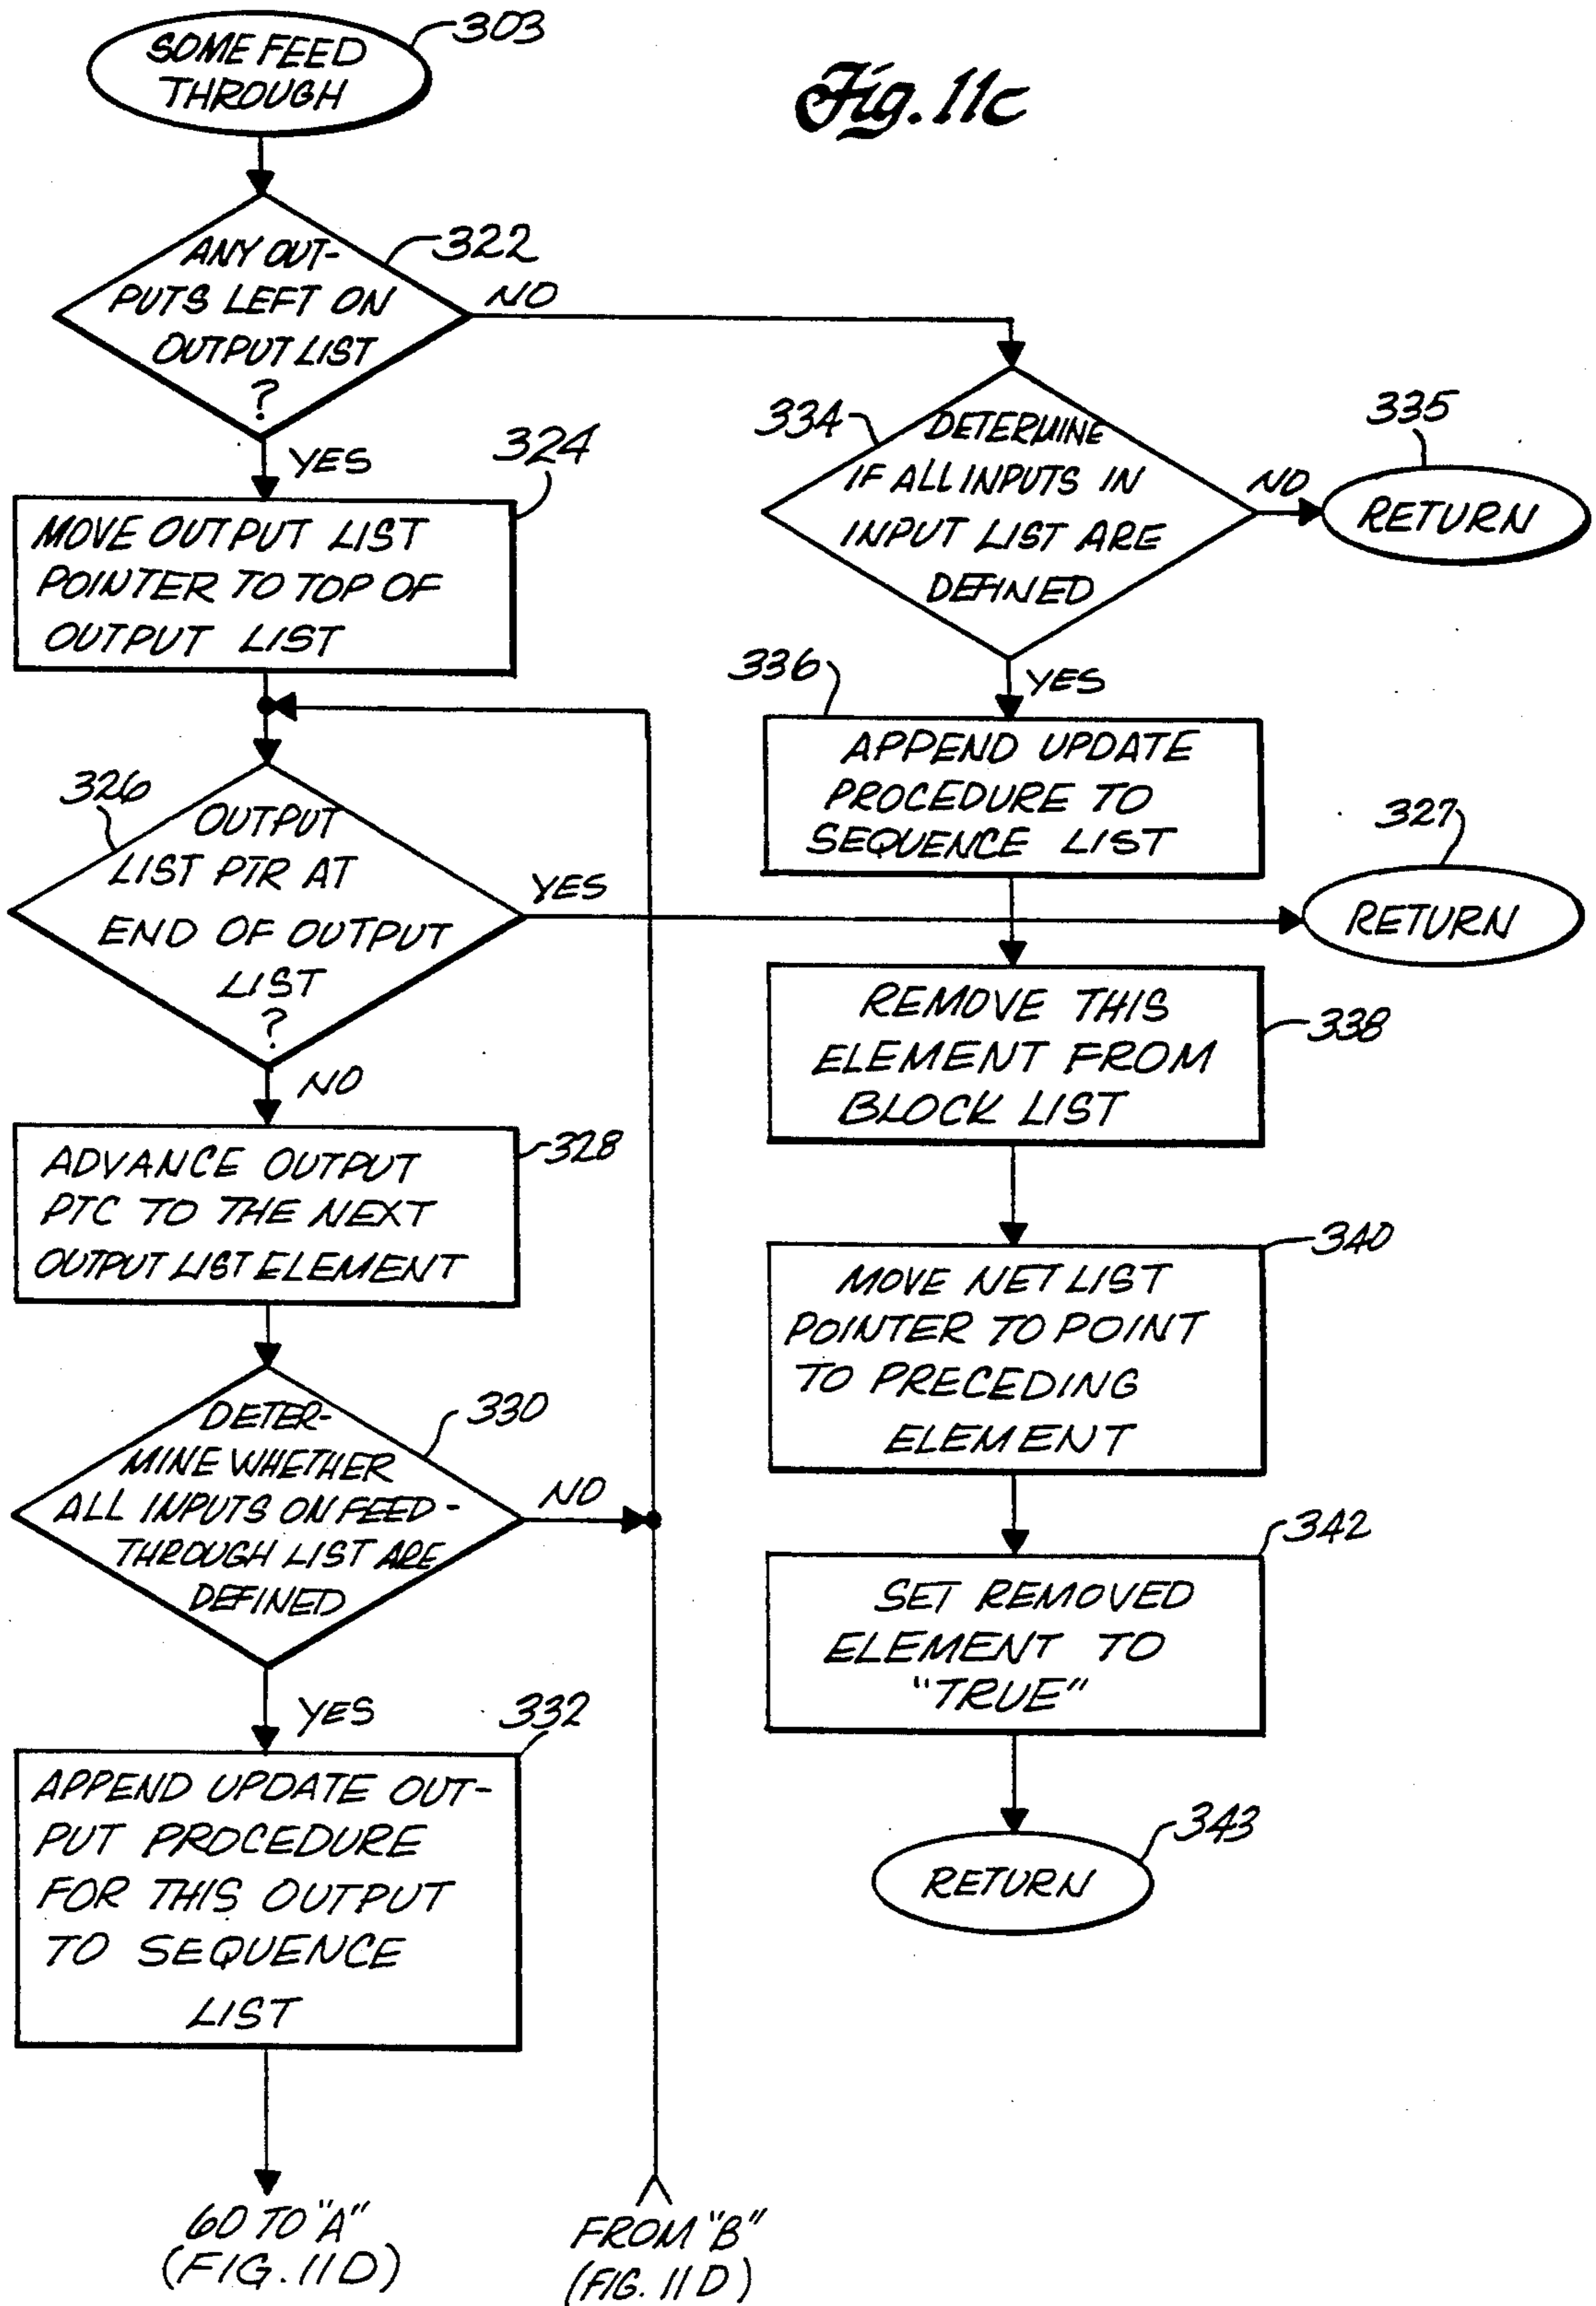 Fig. 11c
SOME FEED
THROUGH
303
ANY OUT-
PUTS LEFT ON
OUTPUT LIST
?
322
NO
YES
324
MOVE OUTPUT LIST
POINTER TO TOP OF
OUTPUT LIST
326
OUTPUT
LIST PTR AT
END OF OUTPUT
LIST
?
YES
327
RETURN
NO
ADVANCE OUTPUT
PTC TO THE NEXT
OUTPUT LIST ELEMENT
328
DETER-
MINE WHETHER
ALL INPUTS ON FEED-
THROUGH LIST ARE
DEFINED
330
NO
YES
332
APPEND UPDATE OUT-
PUT PROCEDURE
FOR THIS OUTPUT
TO SEQUENCE
LIST
GO TO "A"
(FIG. 11D)
FROM "B"
(FIG. 11D)
334
DETERMINE
IF ALL INPUTS IN
INPUT LIST ARE
DEFINED
NO
335
RETURN
YES
336
APPEND UPDATE
PROCEDURE TO
SEQUENCE LIST
REMOVE THIS
ELEMENT FROM
BLOCK LIST
338
MOVE NET LIST
POINTER TO POINT
TO PRECEDING
ELEMENT
340
SET REMOVED
ELEMENT TO
"TRUE"
342
RETURN
343